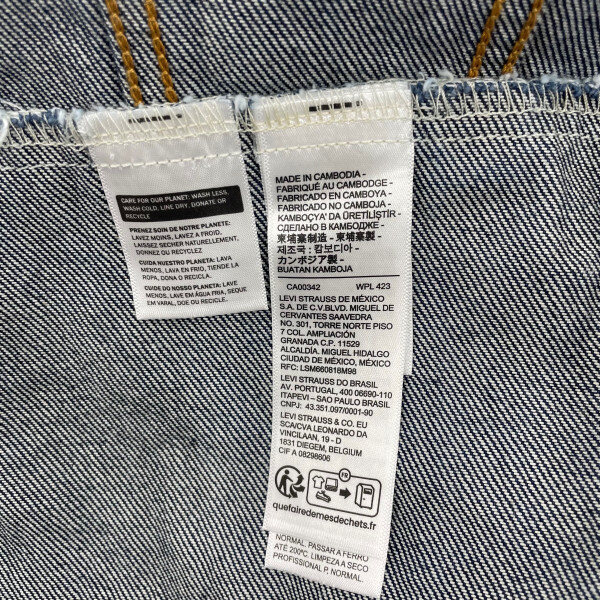 CARE FOR OUR PLANET: WASH LESS,
WASH COLD, LINE DRY, DONATE OR
RECYCLE
PRENEZ SOIN DE NOTRE PLANETE:
LAVEZ MOINS, LAVEZ A FROID,
LAISSEZ SECHER NATURELLEMENT,
DONNEZ OU RECYCLEZ
CUIDA NUESTRO PLANETA: LAVA
MENOS, LAVA EN FRIO, TIENDE LA
ROPA, DONA O RECICLA.
CUIDE DO NOSSO PLANETA: LAVE
MENOS, LAVE EM ÁGUA FRIA, SEQUE
EM VARAL, DOE OU RECICLE.
MADE IN CAMBODIA -
FABRIQUÉ AU CAMBODGE -
FABRICADO EN CAMBOYA -
FABRICADO NO CAMBOJA -
KAMBOÇYA' DA ÜRETİLİŞTİR -
СДЕЛАНО В КАМБОДЖЕ -
柬埔寨制造 - 柬埔寨製 -
제조국 : 캄보디아 -
カンボジア製 -
BUATAN KAMBOJA
CA00342 WPL 423
LEVI STRAUSS DE MÉXICO
S.A. DE C.V.BLVD. MIGUEL DE
CERVANTES SAAVEDRA
NO. 301, TORRE NORTE PISO
7 COL. AMPLIACIÓN
GRANADA C.P. 11529
ALCALDÍA. MIGUEL HIDALGO
CIUDAD DE MÉXICO, MÉXICO
RFC: LSM660818M98
LEVI STRAUSS DO BRASIL
AV. PORTUGAL, 400 06690-110
ITAPEVI – SAO PAULO BRASIL
CNPJ: 43.351.097/0001-90
LEVI STRAUSS & CO. EU
SCA/CVA LEONARDO DA
VINCILAAN, 19 - D
1831 DIEGEM, BELGIUM
CIF A 08298606
FR
quefairedemesdechets.fr
NORMAL. PASSAR A FERRO
ATÉ 200ºC. LIMPEZA A SECO
PROFISSIONAL P, NORMAL.